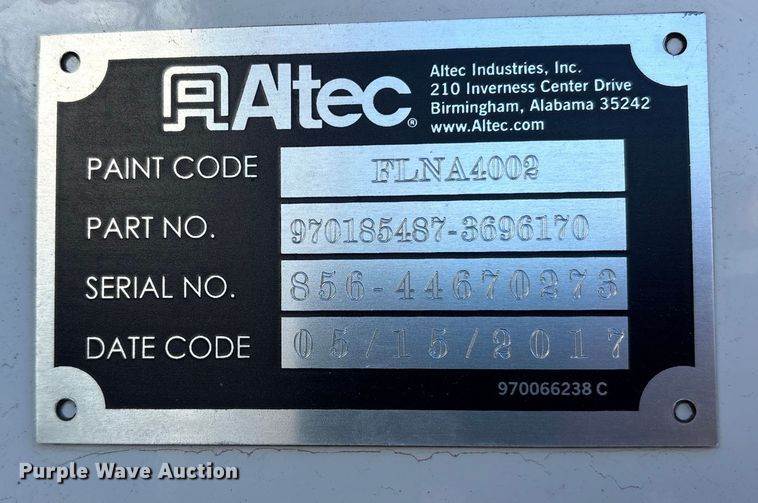 Altec®
Altec Industries, Inc.
210 Inverness Center Drive
Birmingham, Alabama 35242
www.Altec.com
PAINT CODE FLNA4002
PART NO. 970185487-3696170
SERIAL NO. 856-44670273
DATE CODE 05/15/2017
970066238 C
Purple Wave Auction